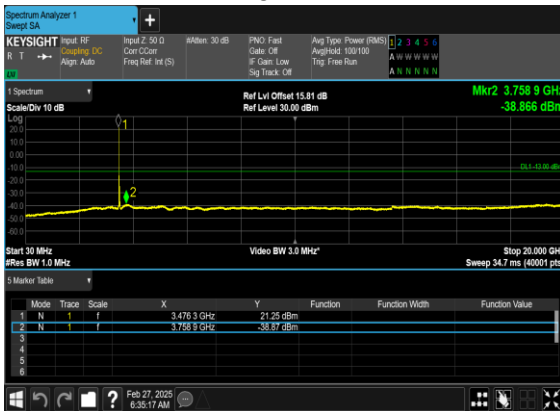 Spectrum Analyzer 1
Swept SA
KEYSIGHT Input: RF Input Z: 50 Ω #Atten: 30 dB PNO: Fast Avg Type: Power (RMS) 1 2 3 4 5 6
R T Coupling: DC Corr CCorr Gate: Off Avg|Hold: 100/100 A W W W W W
Align: Auto Freq Ref: Int (S) IF Gain: Low Trig: Free Run
Sig Track: Off A N N N N N
1 Spectrum Ref Lvl Offset 15.81 dB Mkr2 3.758 9 GHz
Scale/Div 10 dB Ref Level 30.00 dBm -38.866 dBm
Log
20.0
10.0
0.00
-10.0
-20.0
-30.0
-40.0
-50.0
-60.0
1
2
DL1 -13.00 dBm
Start 30 MHz Video BW 3.0 MHz* Stop 20.000 GH
#Res BW 1.0 MHz Sweep 34.7 ms (40001 pts
5 Marker Table
Mode Trace Scale X Y Function Function Width Function Value
1 N 1 f 3.476 3 GHz 21.25 dBm
2 N 1 f 3.758 9 GHz -38.87 dBm
3
4
5
6
? Feb 27, 2025
6:35:17 AM